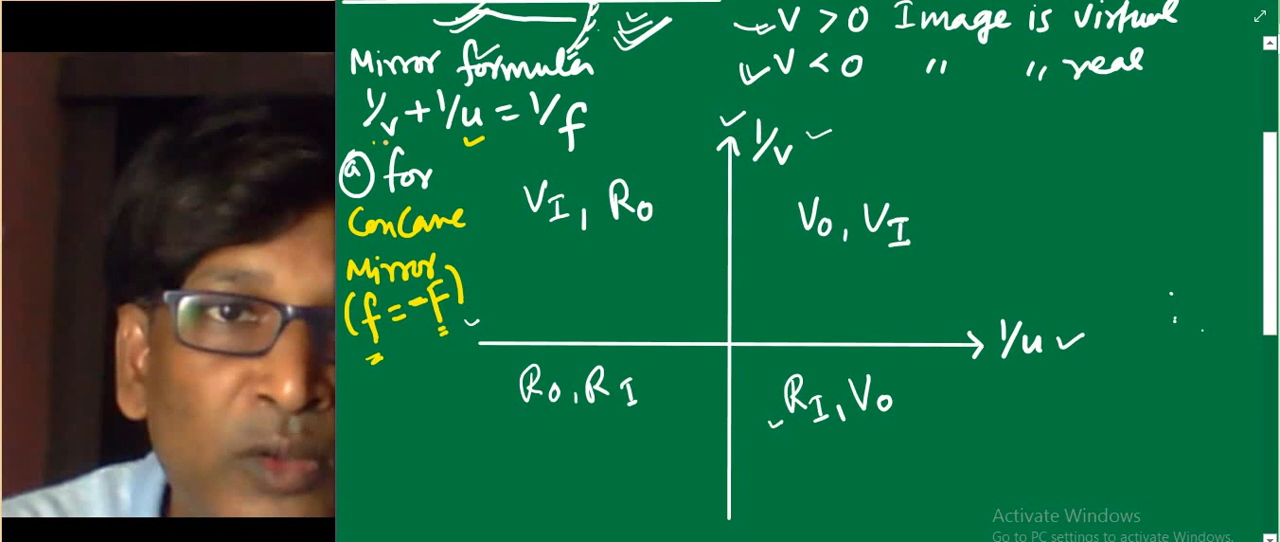 V > 0 Image is virtual
V < 0 " " real
Mirror formula
1/v + 1/u = 1/f
(a) for
Concave
Mirror
(f = -F)
1/v
VI, RO
VO, VI
1/u
RO, RI
RI, VO
Activate Windows
Go to PC settings to activate Windows.